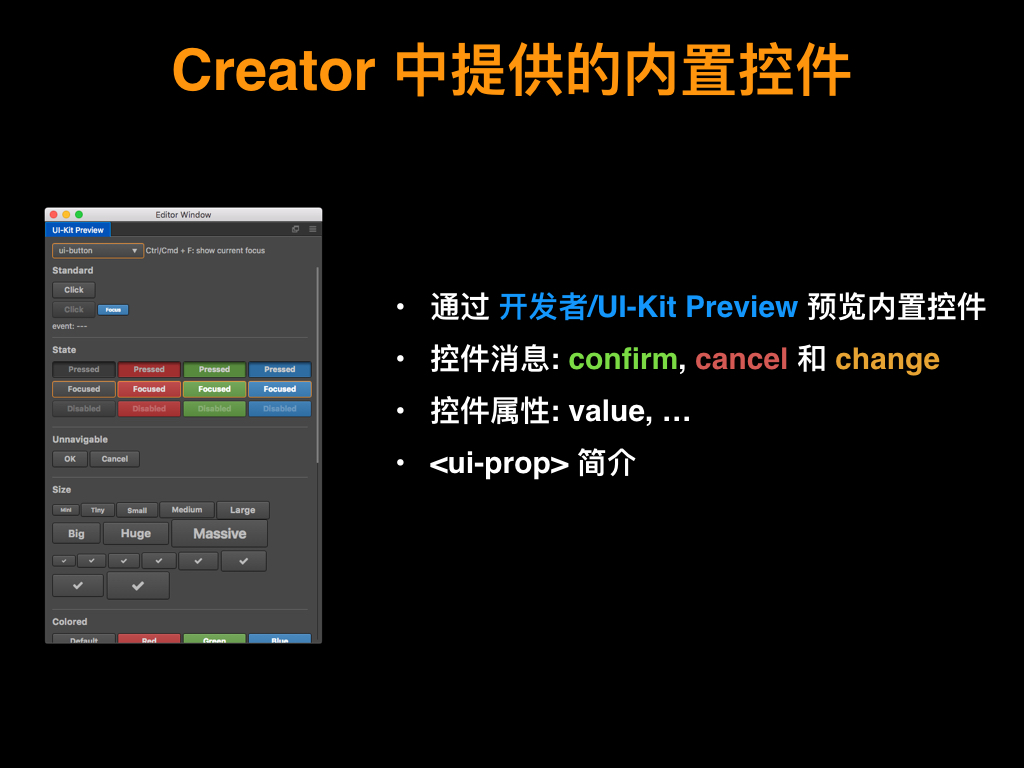 Creator 中提供的内置控件
Editor Window
UI-Kit Preview
ui-button Ctrl/Cmd + F: show current focus
Standard
Click
Click Focus
event: ---
State
Pressed Pressed Pressed Pressed
Focused Focused Focused Focused
Disabled Disabled Disabled Disabled
Unnavigable
OK Cancel
Size
Mini Tiny Small Medium Large
Big Huge Massive
Colored
Default Red Green Blue
• 通过 开发者/UI-Kit Preview 预览内置控件
• 控件消息: confirm, cancel 和 change
• 控件属性: value, …
• <ui-prop> 简介